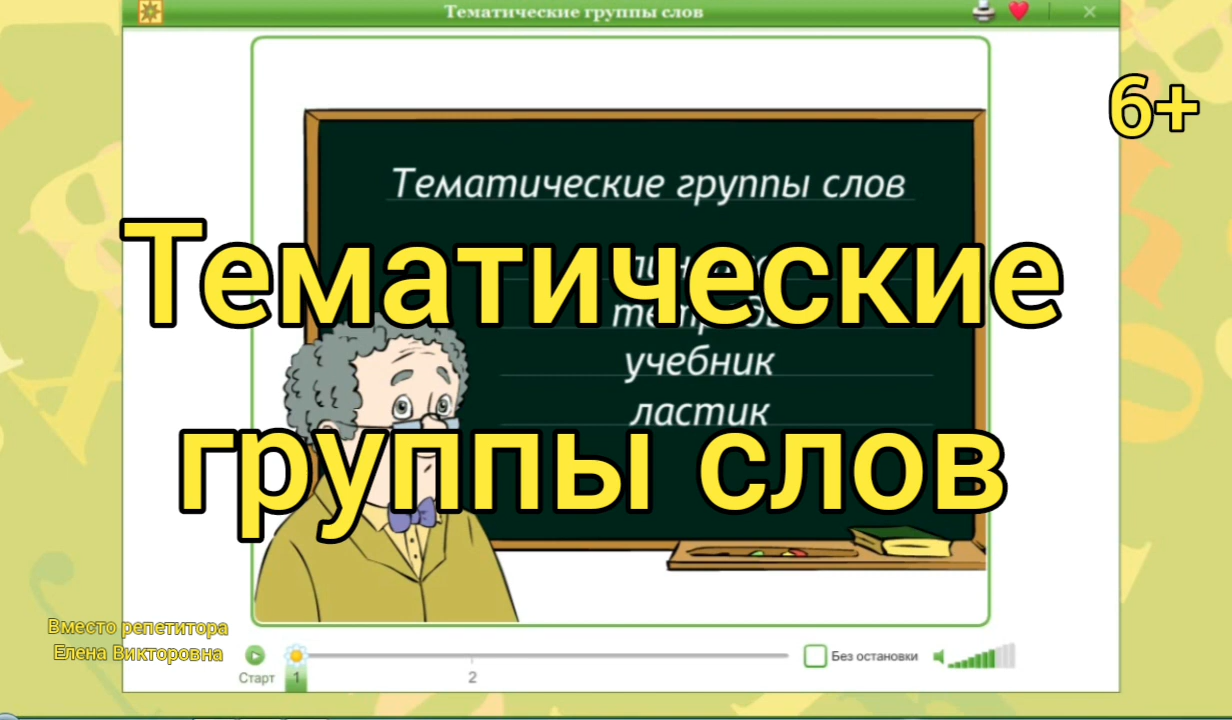 Тематические группы слов
6+
Тематические группы слов
Тематические
учебник
ластик
группы слов
Вместо репетитора
Елена Викторовна
Старт
1
2
Без остановки